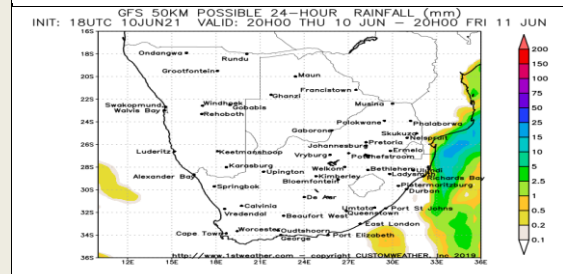 GFS 50KM POSSIBLE 24-HOUR RAINFALL (mm)
INIT: 18UTC 10JUN21 VALID: 20H00 THU 10 JUN - 20H00 FRI 11 JUN
16S
Ondangwa
Rundu
18S
Grootfontein
Maun
20S
Francistown
Ghanzi
22S
Swakopmund
Windhoek
Gobabis
Musina
Walvis Bay
Rehoboth
24S
Polokwane
Phalaborwa
Gaborone
Skukuza
Nelspruit
Pretoria
26S
Johannesburg
Luderitz
Keetmanshoop
Vryburg
Potchefstroom
Ermelo
Karasburg
Welkom
Bethlehem
Ulundi
28S
Alexander Bay
Upington
Kimberley
Ladysmith
Richards Bay
Bloemfontein
Springbok
Pietermaritzburg
30S
Durban
De Aar
Calvinia
Umtata
Port St Johns
32S
Vredendal
Beaufort West
Queenstown
East London
Cape Town
Worcester
Oudtshoorn
34S
George
Port Elizabeth
36S
http://www.1stweather.com - copyright CUSTOMWEATHER, Inc 2019
12E 15E 18E 21E 24E 27E 30E 33E 36E
200
150
100
75
50
25
15
10
5
2.5
1
0.5
0.2
0.1